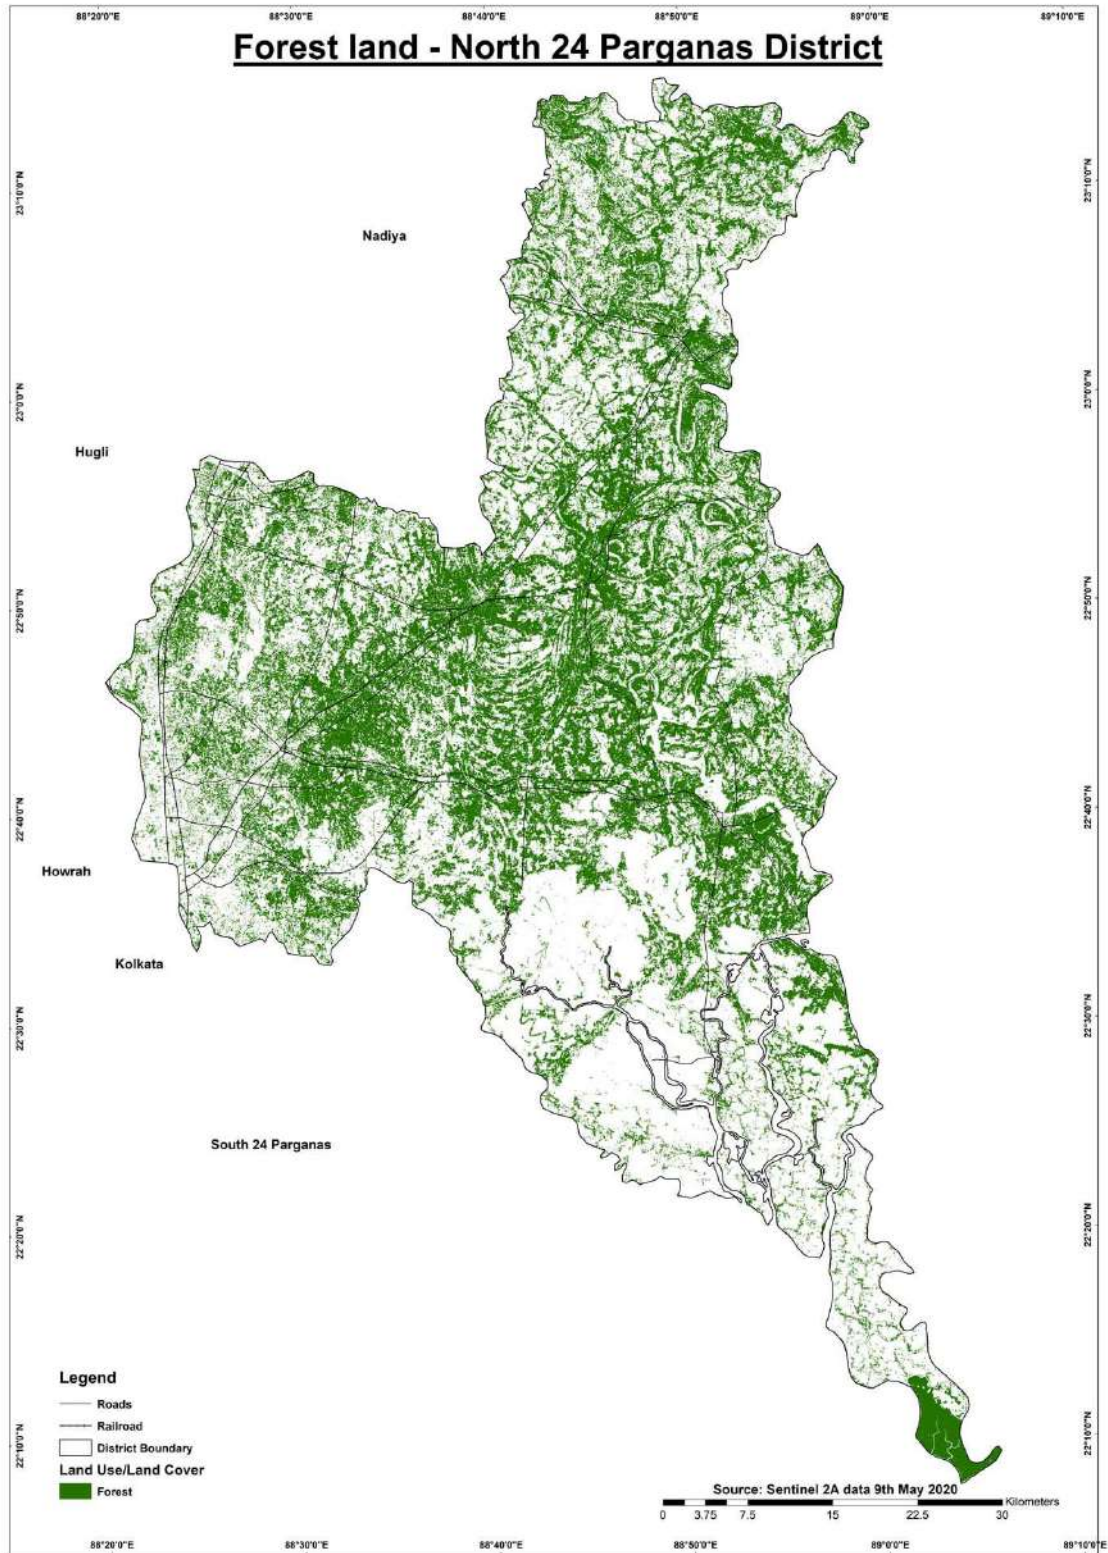 88°20'0"E 88°30'0"E 88°40'0"E 88°50'0"E 89°0'0"E 89°10'0"E
Forest land - North 24 Parganas District
23°10'0"N 23°10'0"N
Nadiya
23°0'0"N 23°0'0"N
Hugli
22°50'0"N 22°50'0"N
22°40'0"N 22°40'0"N
Howrah
Kolkata
22°30'0"N 22°30'0"N
South 24 Parganas
22°20'0"N 22°20'0"N
Legend
Roads
Railroad
22°10'0"N 22°10'0"N
District Boundary
Land Use/Land Cover
Forest
Source: Sentinel 2A data 9th May 2020
Kilometers
0 3.75 7.5 15 22.5 30
88°20'0"E 88°30'0"E 88°40'0"E 88°50'0"E 89°0'0"E 89°10'0"E